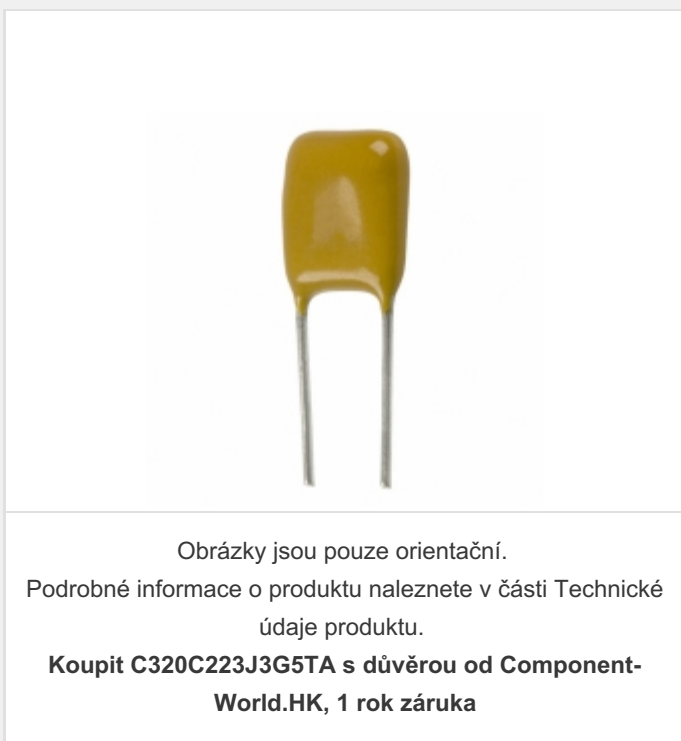 Obrázky jsou pouze orientační.
Podrobné informace o produktu naleznete v části Technické
údaje produktu.
Koupit C320C223J3G5TA s důvěrou od Component-
World.HK, 1 rok záruka